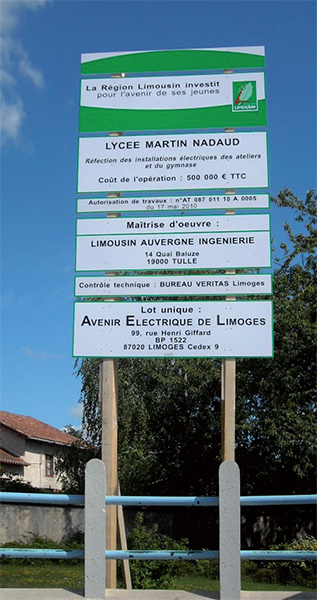 La Région Limousin investit
pour l'avenir de ses jeunes
LIMOUSIN
LYCEE MARTIN NADAUD
Réfection des installations électriques des ateliers
et du gymnase
Coût de l'opération : 500 000 € TTC
Autorisation de travaux : n°AT 087 011 10 A 0005
du 17 mai 2010
Maîtrise d'oeuvre :
LIMOUSIN AUVERGNE INGENIERIE
14 Quai Baluze
19000 TULLE
Contrôle technique : BUREAU VERITAS Limoges
Lot unique :
AVENIR ELECTRIQUE DE LIMOGES
99, rue Henri Giffard
BP 1522
87020 LIMOGES Cedex 9